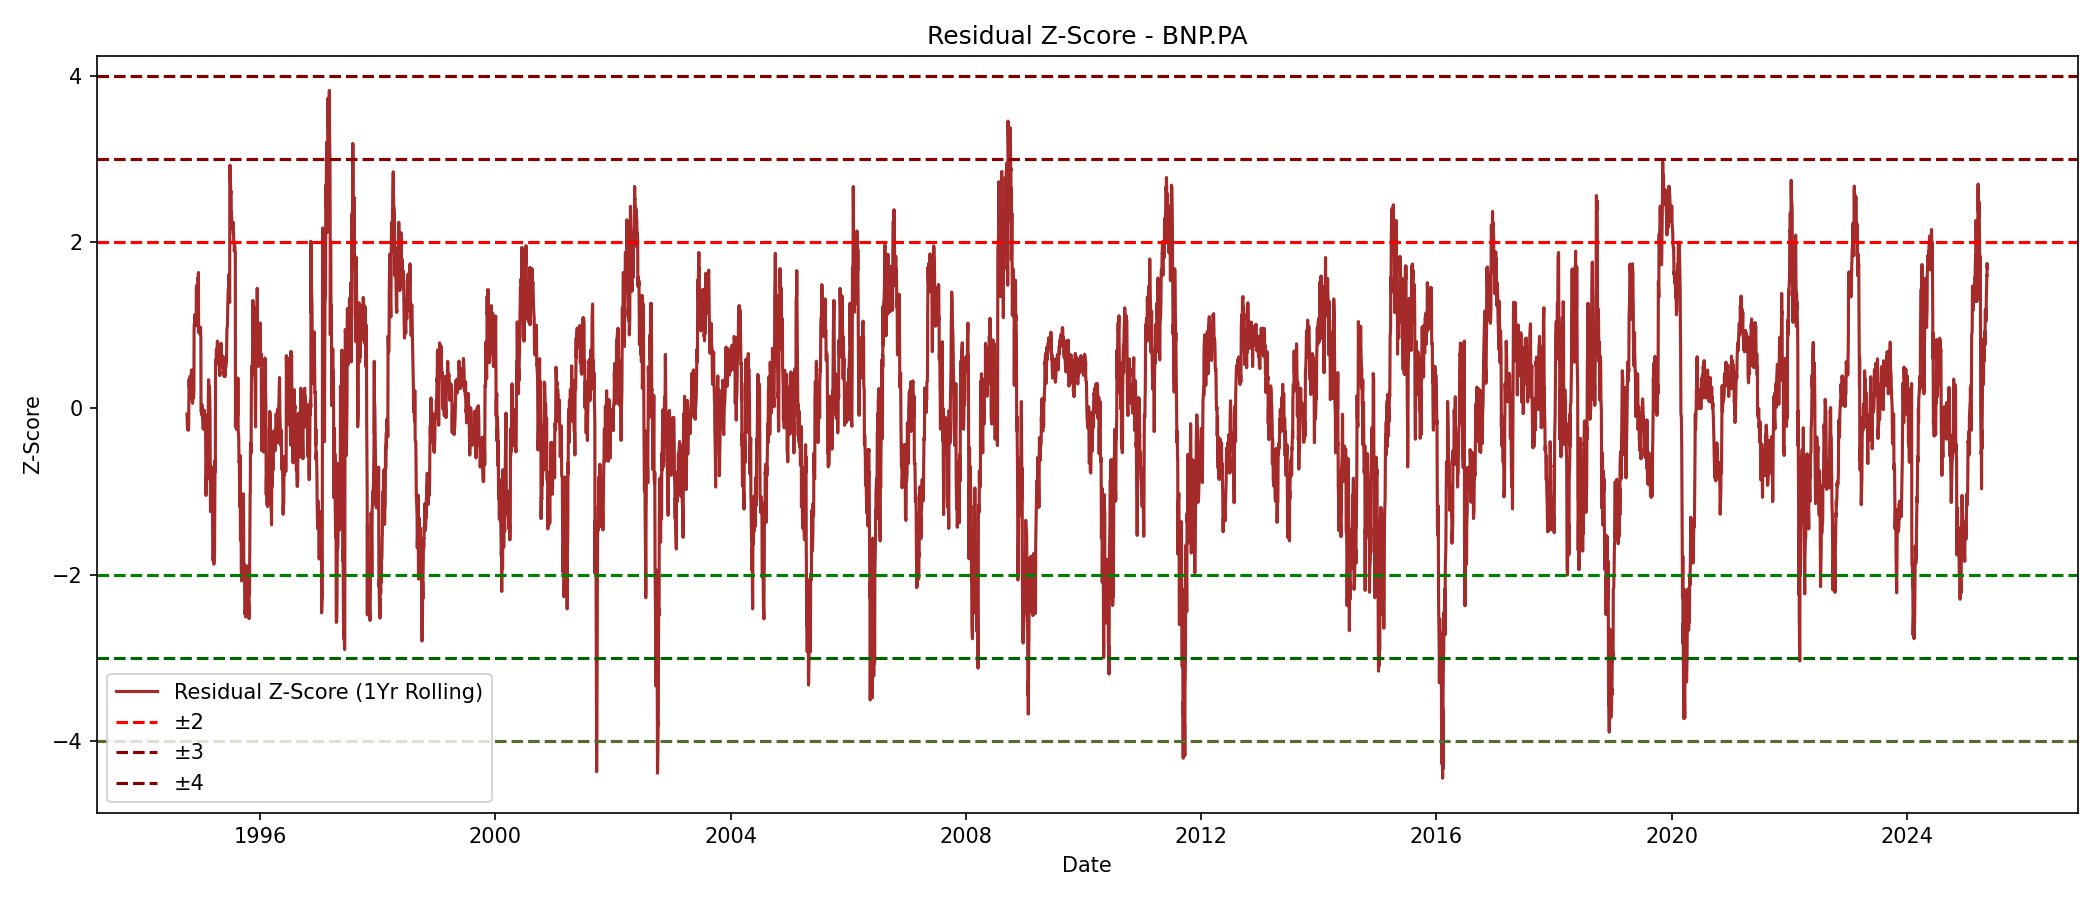 Residual Z-Score - BNP.PA
4
3
2
0
−2
−4
Z-Score
Residual Z-Score (1Yr Rolling)
±2
±3
±4
1996 2000 2004 2008 2012 2016 2020 2024
Date